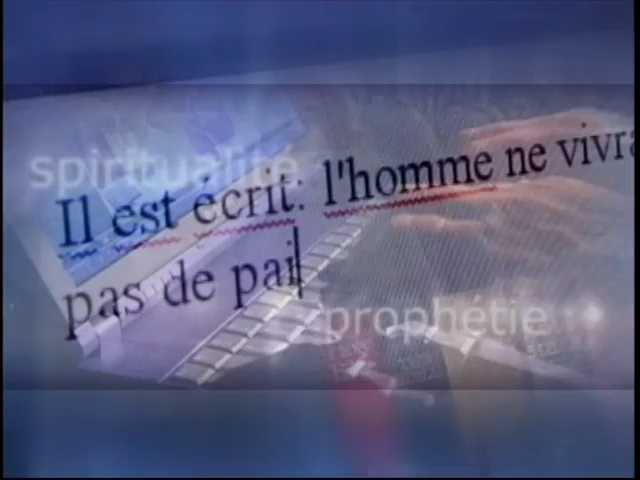 spiritualité
Il est écrit: l'homme ne vivra
pas de pai
prophétie